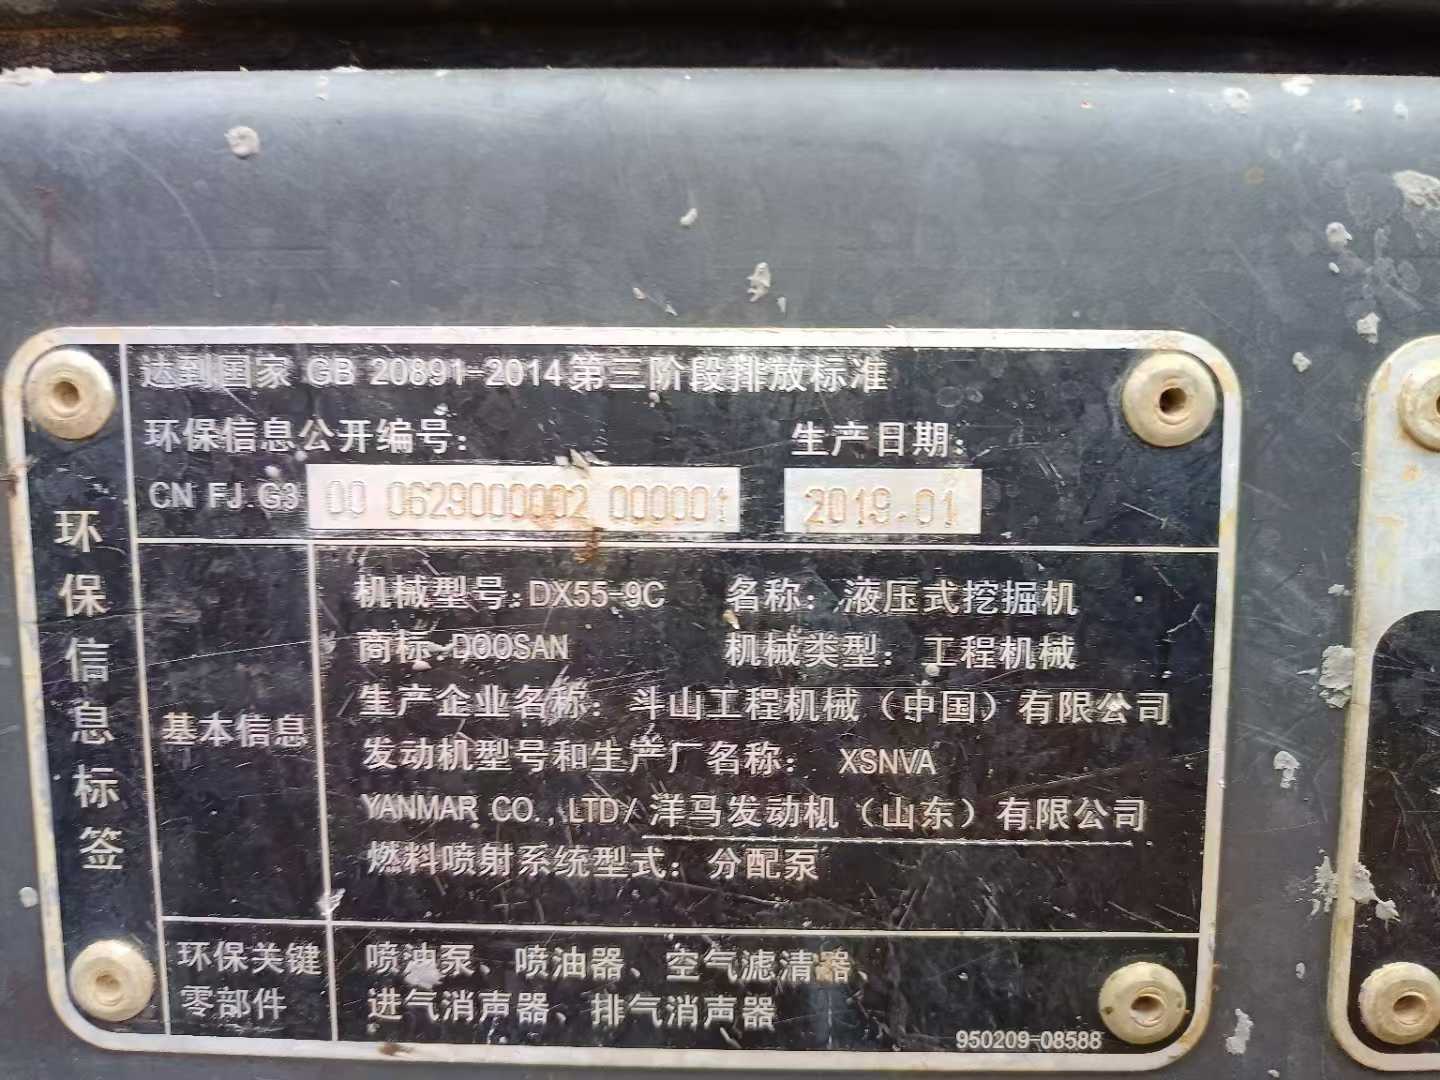 环保信息标签
达到国家 GB 20891-2014第三阶段排放标准
环保信息公开编号: 生产日期:
CN FJ G3 00 0629000002 000001 2019.01
基本信息
机械型号:DX55-9C 名称: 液压式挖掘机
商标:DOOSAN 机械类型: 工程机械
生产企业名称: 斗山工程机械（中国）有限公司
发动机型号和生产厂名称: XSNVA
YANMAR CO.,LTD/洋马发动机（山东）有限公司
燃料喷射系统型式: 分配泵
环保关键
零部件
喷油泵、喷油器、空气滤清器、
进气消声器、排气消声器
950209-08588